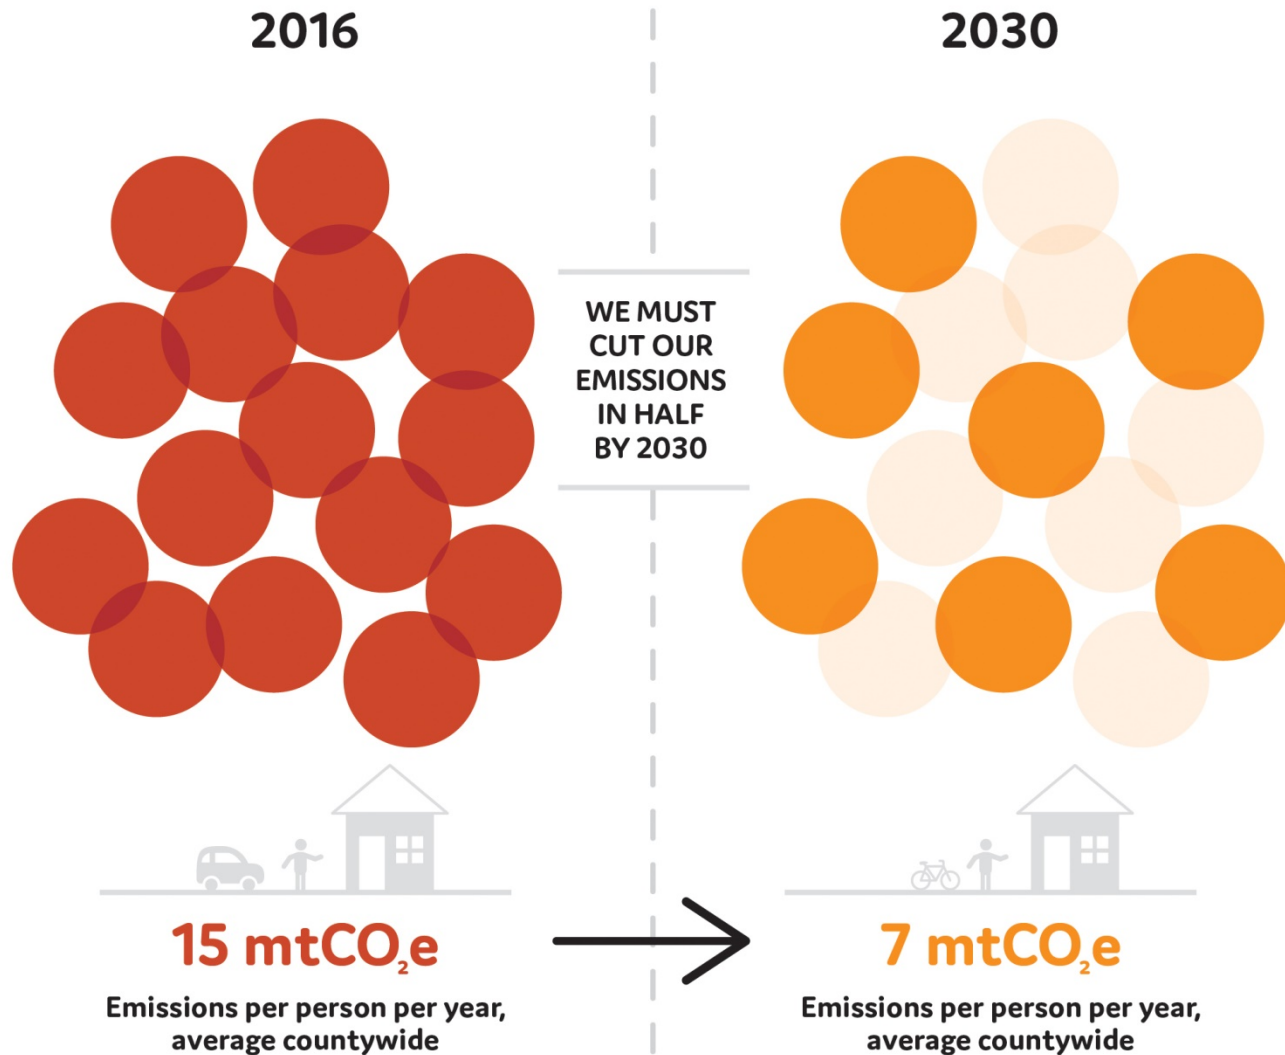 2016
2030
WE MUST
CUT OUR
EMISSIONS
IN HALF
BY 2030
15 mtCO₂e
Emissions per person per year,
average countywide
7 mtCO₂e
Emissions per person per year,
average countywide